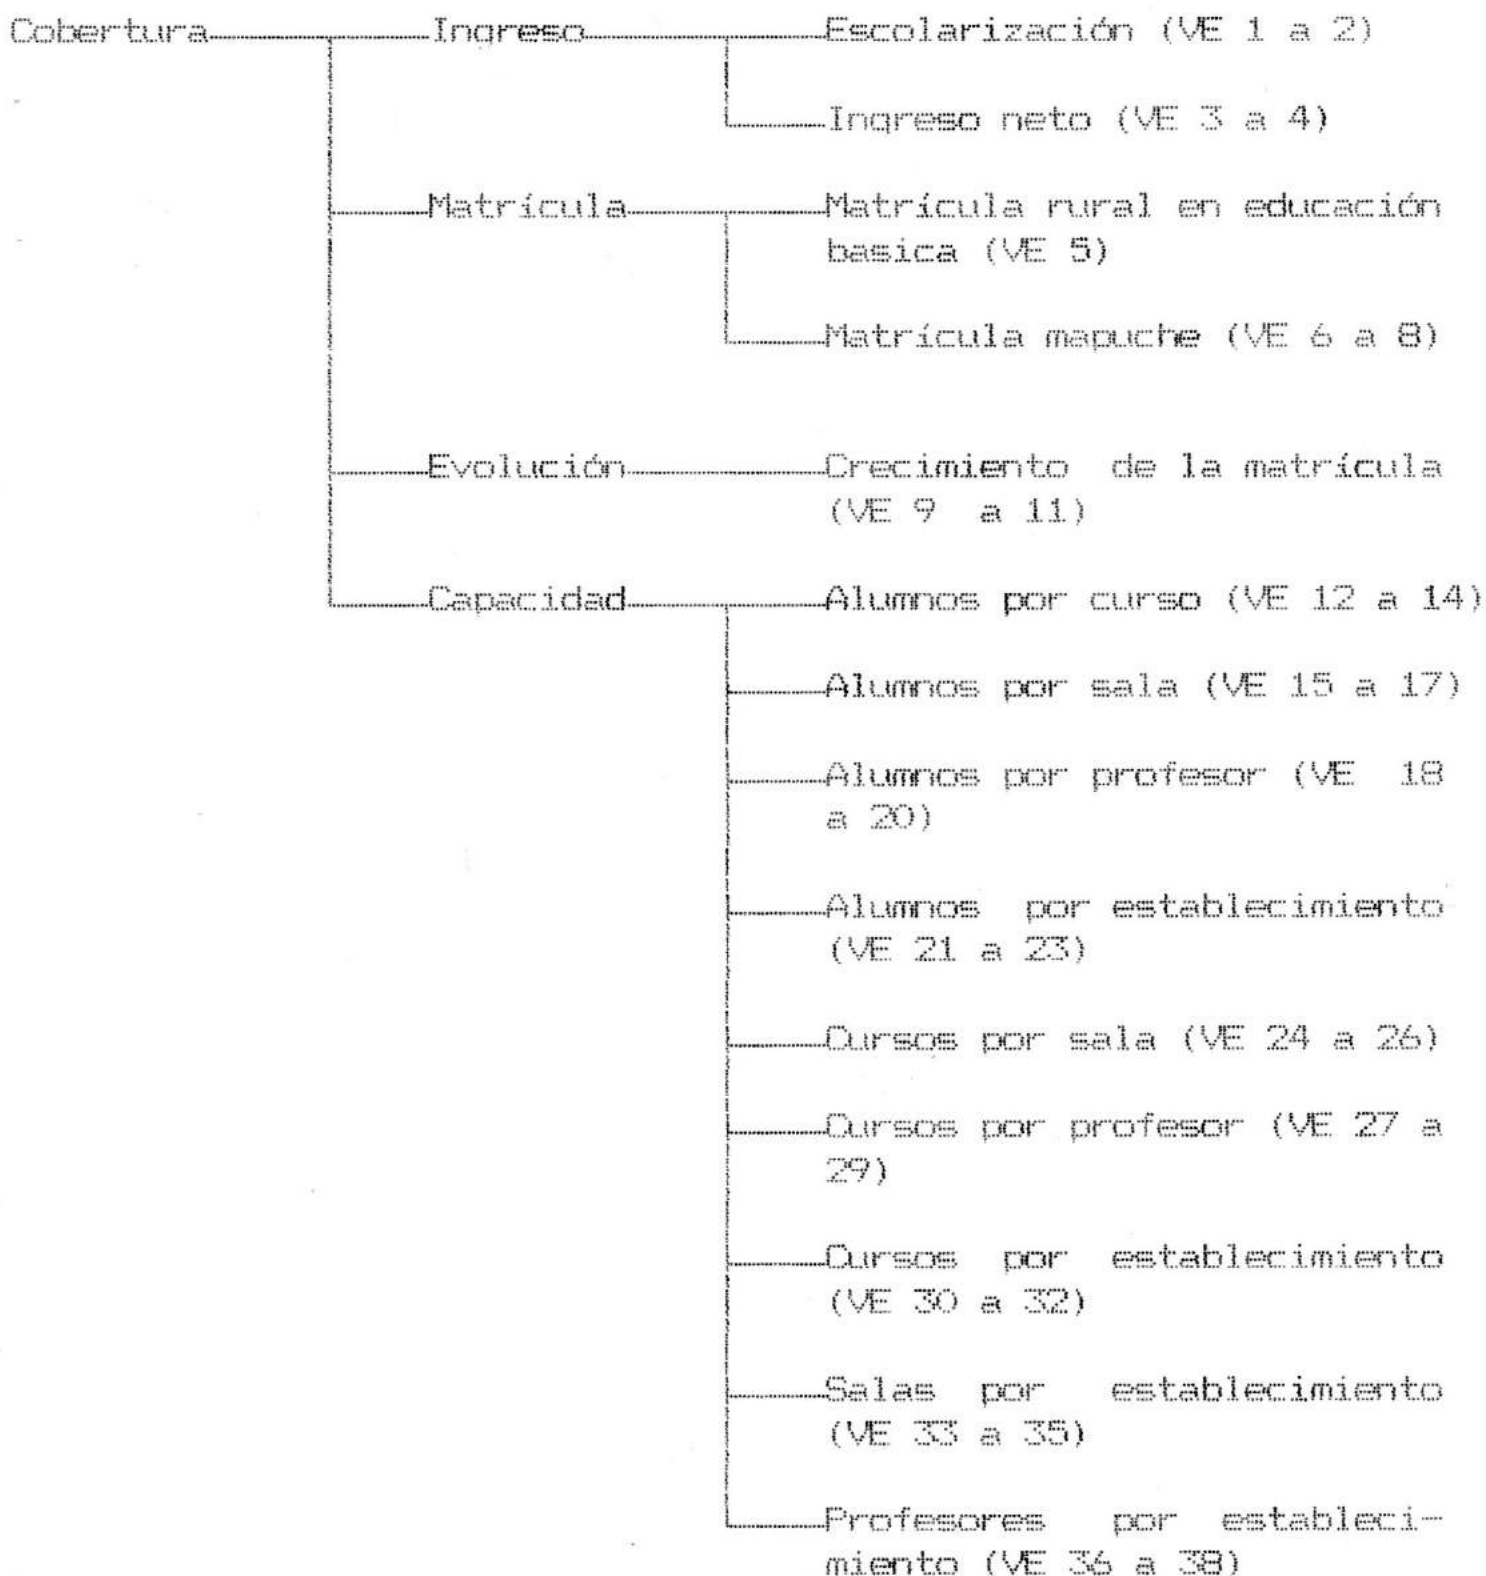 Cobertura Ingreso Escolarización (VE 1 a 2)
Ingreso neto (VE 3 a 4)
Matrícula Matrícula rural en educación
basica (VE 5)
Matrícula mapuche (VE 6 a 8)
Evolución Crecimiento de la matrícula
(VE 9 a 11)
Capacidad Alumnos por curso (VE 12 a 14)
Alumnos por sala (VE 15 a 17)
Alumnos por profesor (VE 18
a 20)
Alumnos por establecimiento
(VE 21 a 23)
Cursos por sala (VE 24 a 26)
Cursos por profesor (VE 27 a
29)
Cursos por establecimiento
(VE 30 a 32)
Salas por establecimiento
(VE 33 a 35)
Profesores por estableci-
miento (VE 36 a 38)